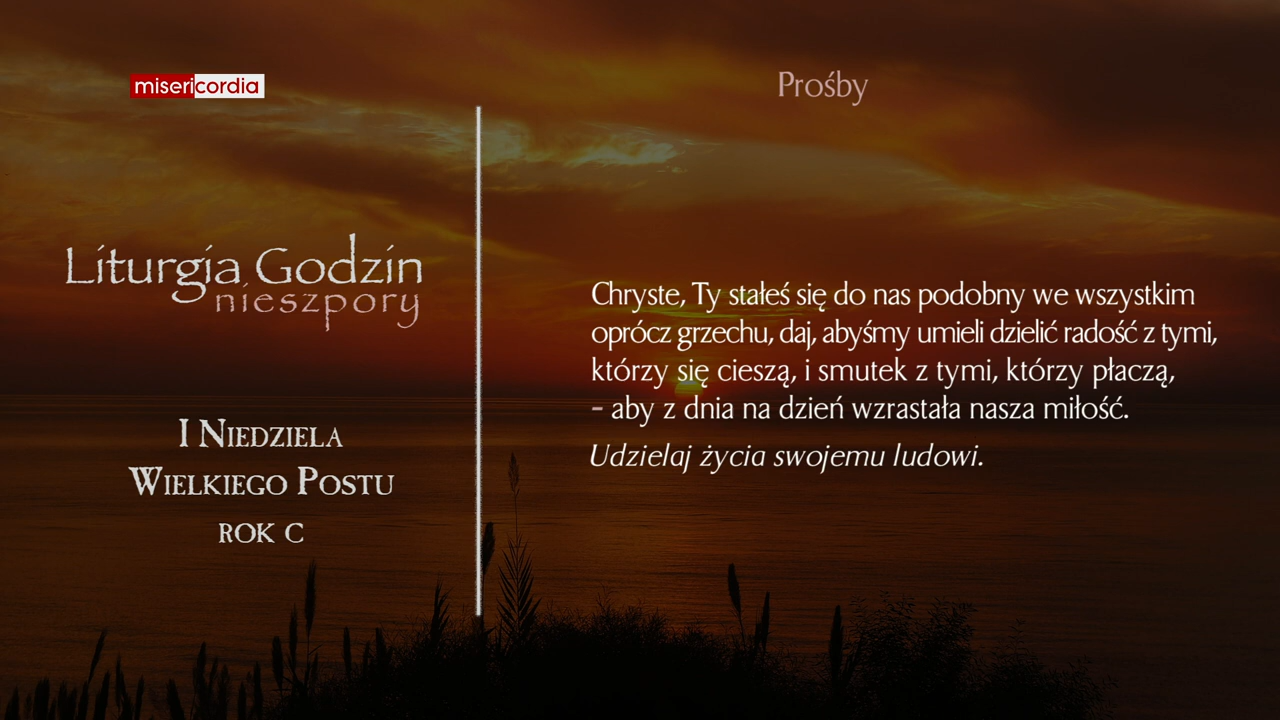 misericordia
Prośby
Liturgia Godzin
nieszpory
I Niedziela
Wielkiego Postu
rok C
Chryste, Ty stałeś się do nas podobny we wszystkim
oprócz grzechu, daj, abyśmy umieli dzielić radość z tymi,
którzy się cieszą, i smutek z tymi, którzy płaczą,
- aby z dnia na dzień wzrastała nasza miłość.
Udzielaj życia swojemu ludowi.